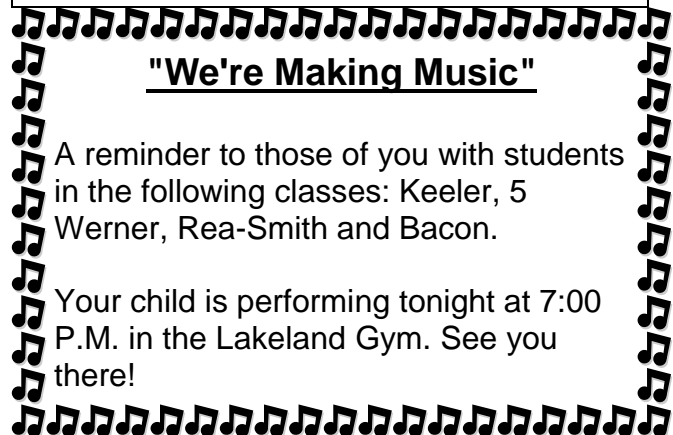 "We're Making Music"
A reminder to those of you with students
in the following classes: Keeler, 5
Werner, Rea-Smith and Bacon.
Your child is performing tonight at 7:00
P.M. in the Lakeland Gym. See you
there!